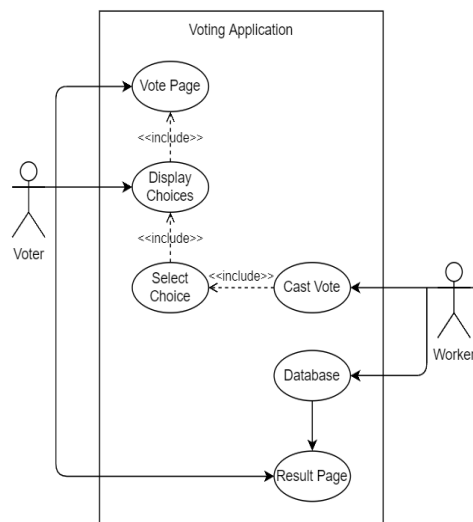 Voting Application
Vote Page
<<include>>
Display
Choices
Voter
<<include>>
Select
Choice
<<include>>
Cast Vote
Worker
Database
Result Page